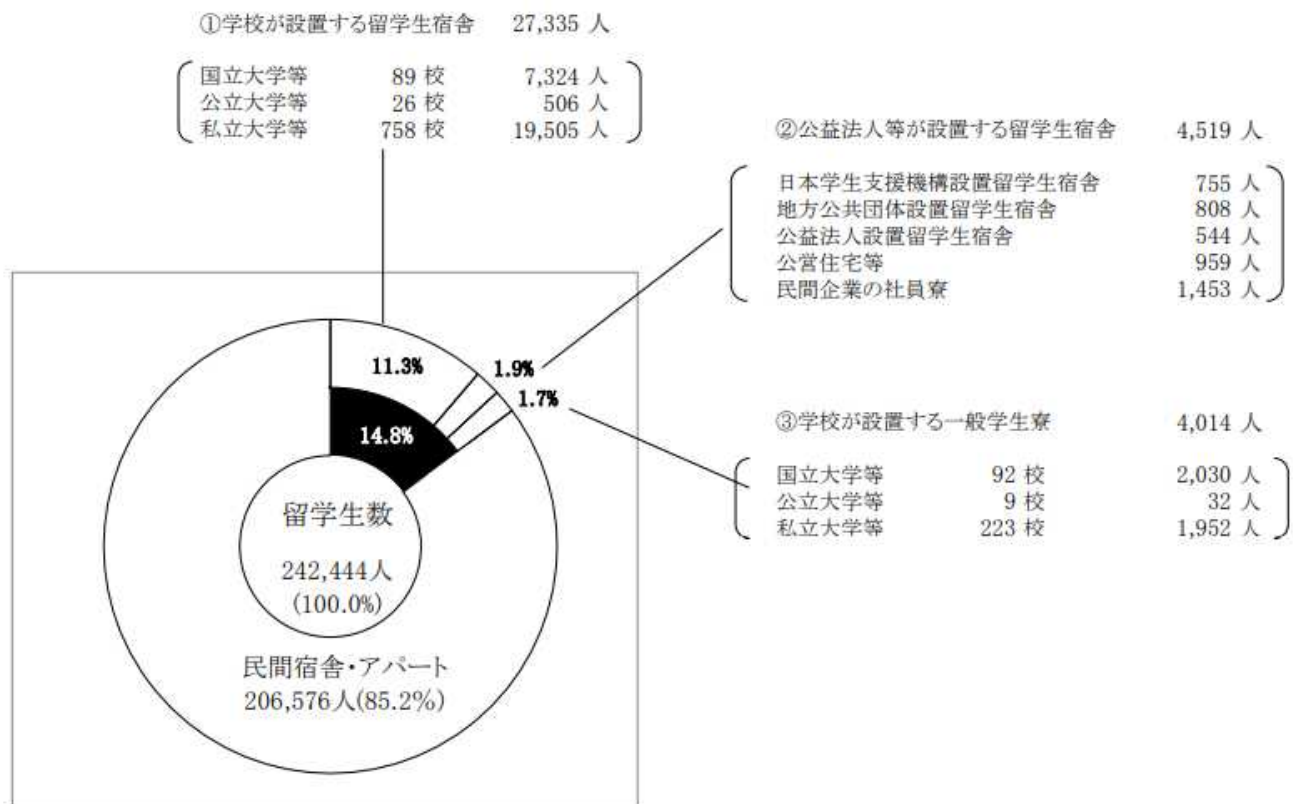 ①学校が設置する留学生宿舎 27,335 人
国立大学等 89 校 7,324 人
公立大学等 26 校 506 人
私立大学等 758 校 19,505 人
②公益法人等が設置する留学生宿舎 4,519 人
日本学生支援機構設置留学生宿舎 755 人
地方公共団体設置留学生宿舎 808 人
公益法人設置留学生宿舎 544 人
公営住宅等 959 人
民間企業の社員寮 1,453 人
11.3%
1.9%
1.7%
14.8%
③学校が設置する一般学生寮 4,014 人
国立大学等 92 校 2,030 人
公立大学等 9 校 32 人
私立大学等 223 校 1,952 人
留学生数
242,444人
(100.0%)
民間宿舎・アパート
206,576人(85.2%)